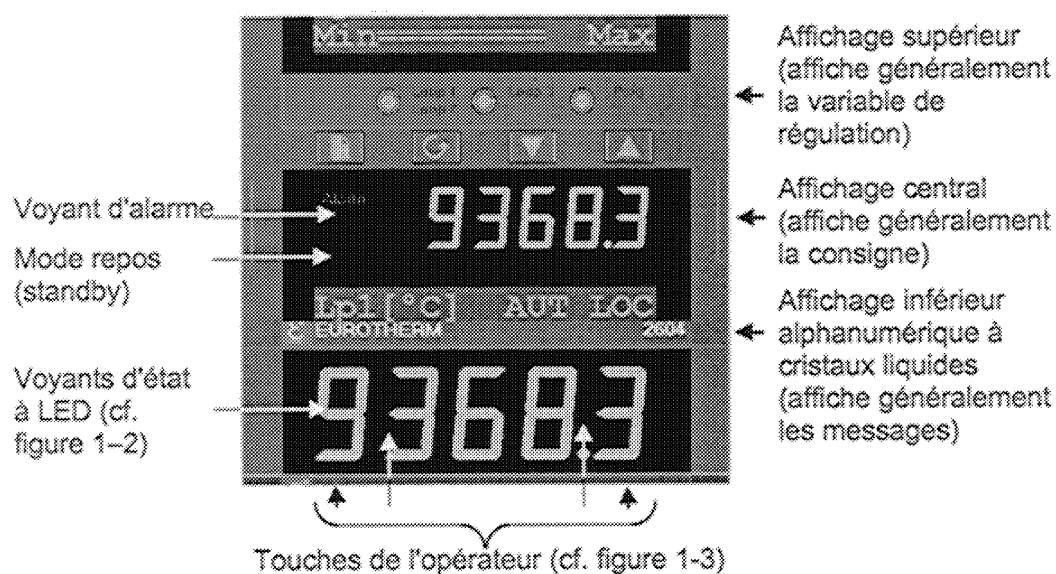 Min Max
Affichage supérieur
(affiche généralement
la variable de
régulation)
Voyant d'alarme
Alarm
9368.3
Affichage central
(affiche généralement
la consigne)
Mode repos
(standby)
Lp1[°C] AUT LOC
EUROTHERM 2604
Affichage inférieur
alphanumérique à
cristaux liquides
(affiche généralement
les messages)
Voyants d'état
à LED (cf.
figure 1–2)
9368.3
Touches de l'opérateur (cf. figure 1-3)